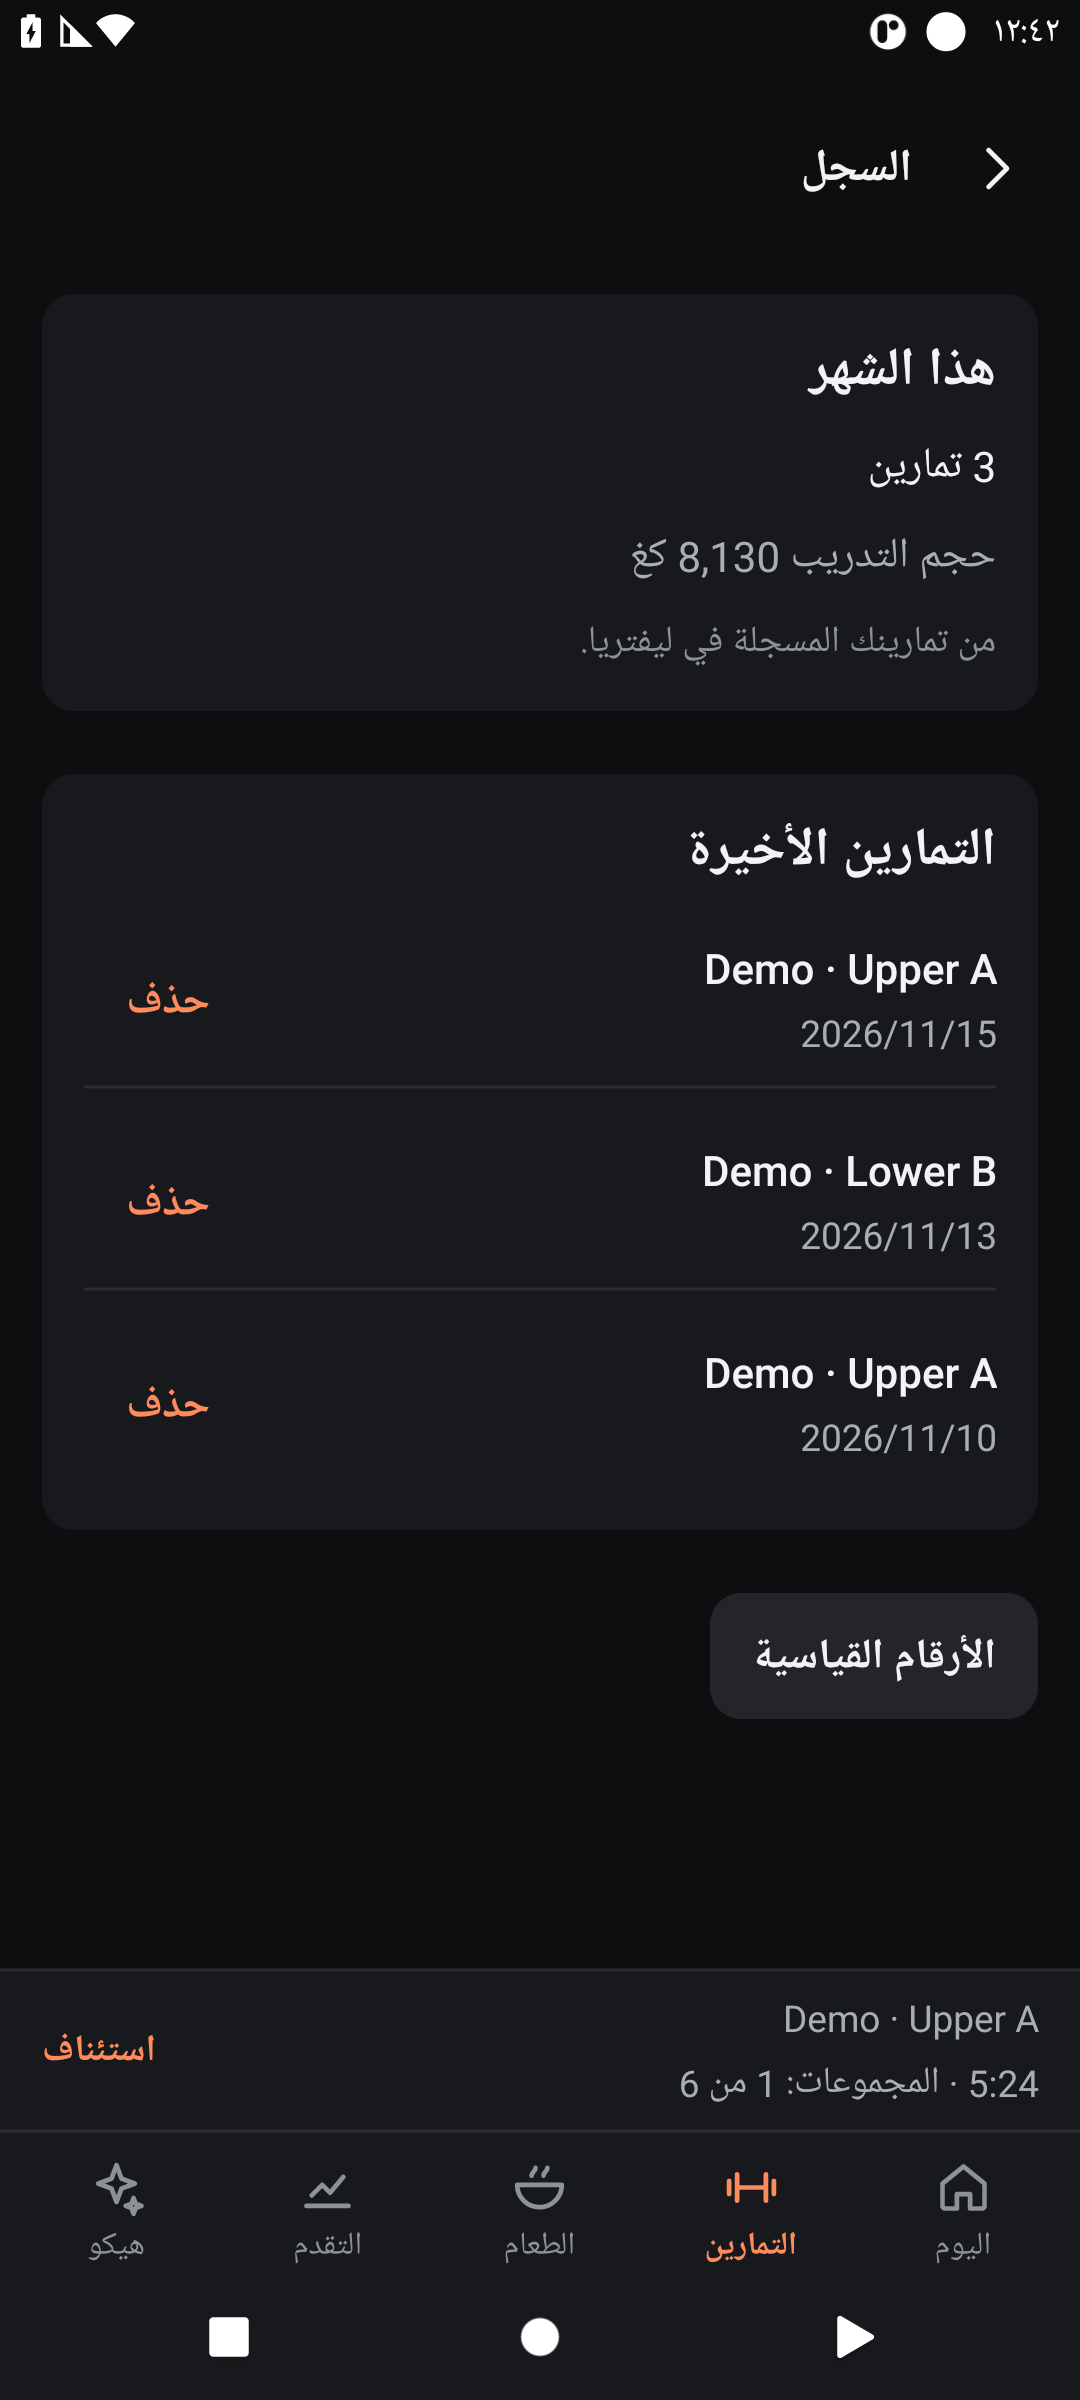 ١٢:٤٢
السجل
هذا الشهر
3 تمارين
حجم التدريب 8,130 كغ
من تمارينك المسجلة في ليفتريا.
التمارين الأخيرة
Demo · Upper A
2026/11/15
حذف
Demo · Lower B
2026/11/13
حذف
Demo · Upper A
2026/11/10
حذف
الأرقام القياسية
Demo · Upper A
5:24 · المجموعات: 1 من 6
استئناف
اليوم
التمارين
الطعام
التقدم
هيكو